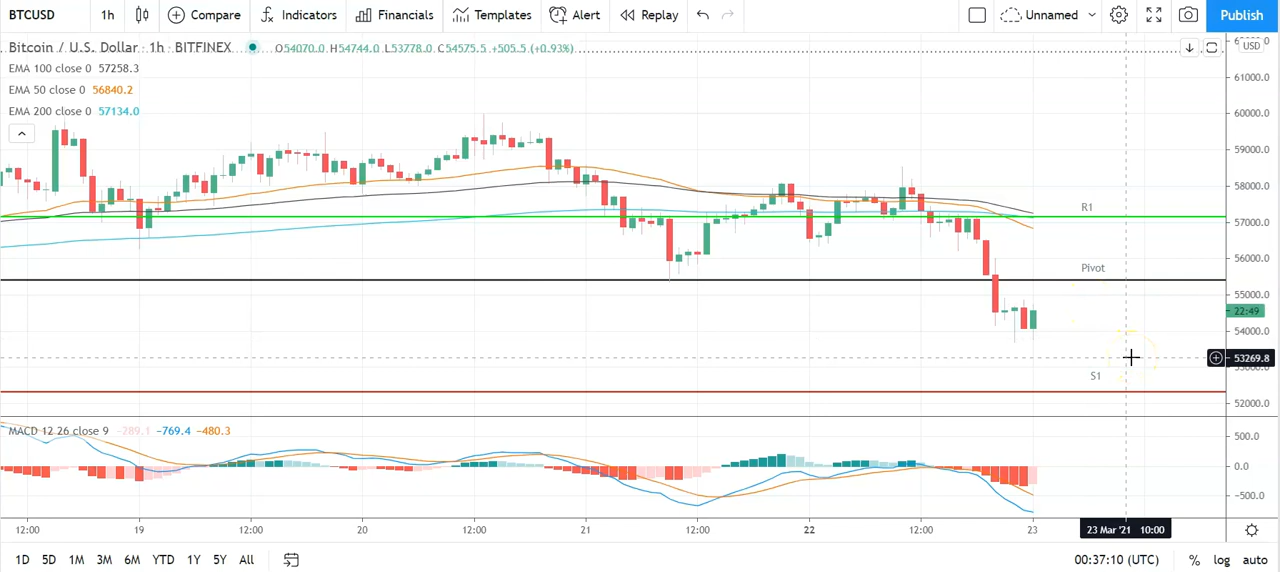 BTCUSD 1h Compare Indicators Financials Templates Alert Replay Unnamed Publish
Bitcoin / U.S. Dollar · 1h · BITFINEX O54070.0 H54744.0 L53778.0 C54575.5 +505.5 (+0.93%)
USD
EMA 100 close 0 57258.3
EMA 50 close 0 56840.2
EMA 200 close 0 57134.0
61000.0
60000.0
59000.0
58000.0
R1
57000.0
56000.0
Pivot
55000.0
22:49
54000.0
53269.8
S1
52000.0
MACD 12 26 close 9 -289.1 -769.4 -480.3
500.0
0.0
-500.0
12:00 19 12:00 20 12:00 21 12:00 22 12:00 23 23 Mar '21 10:00
1D 5D 1M 3M 6M YTD 1Y 5Y All 00:37:10 (UTC) % log auto